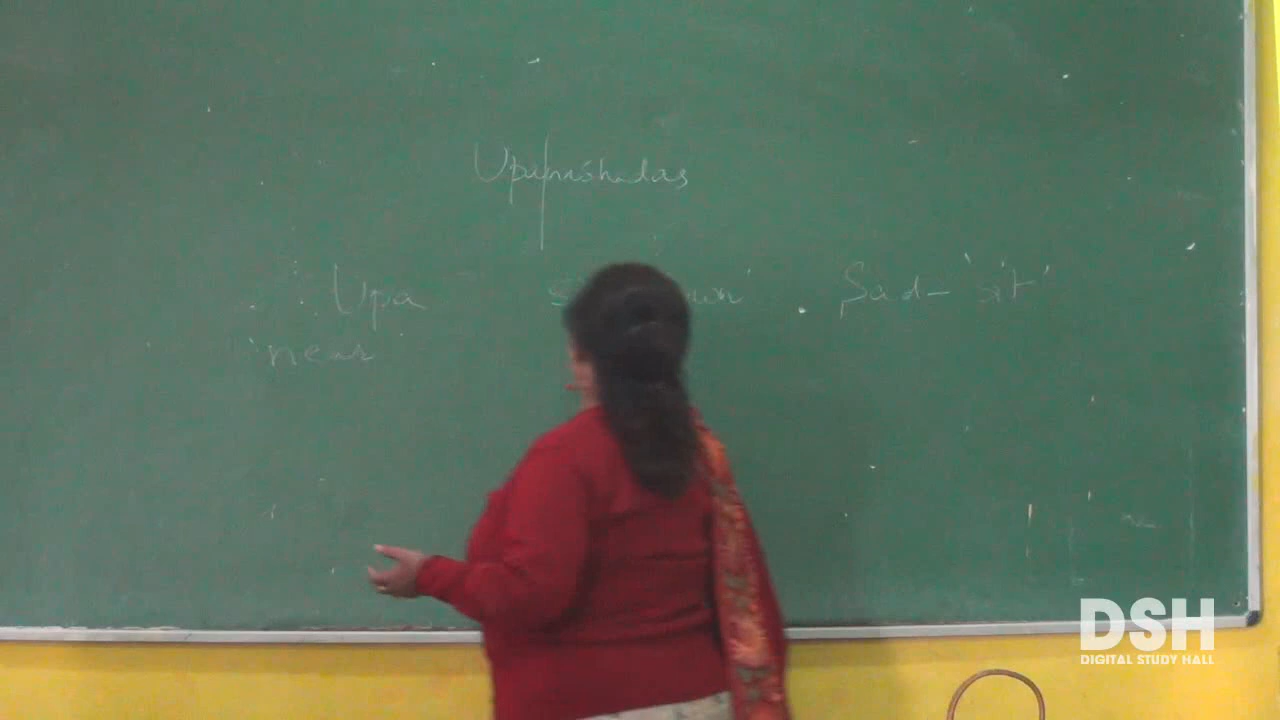 Upanishadas
Upa Sad- 'sit'
'near'
DSH
DIGITAL STUDY HALL